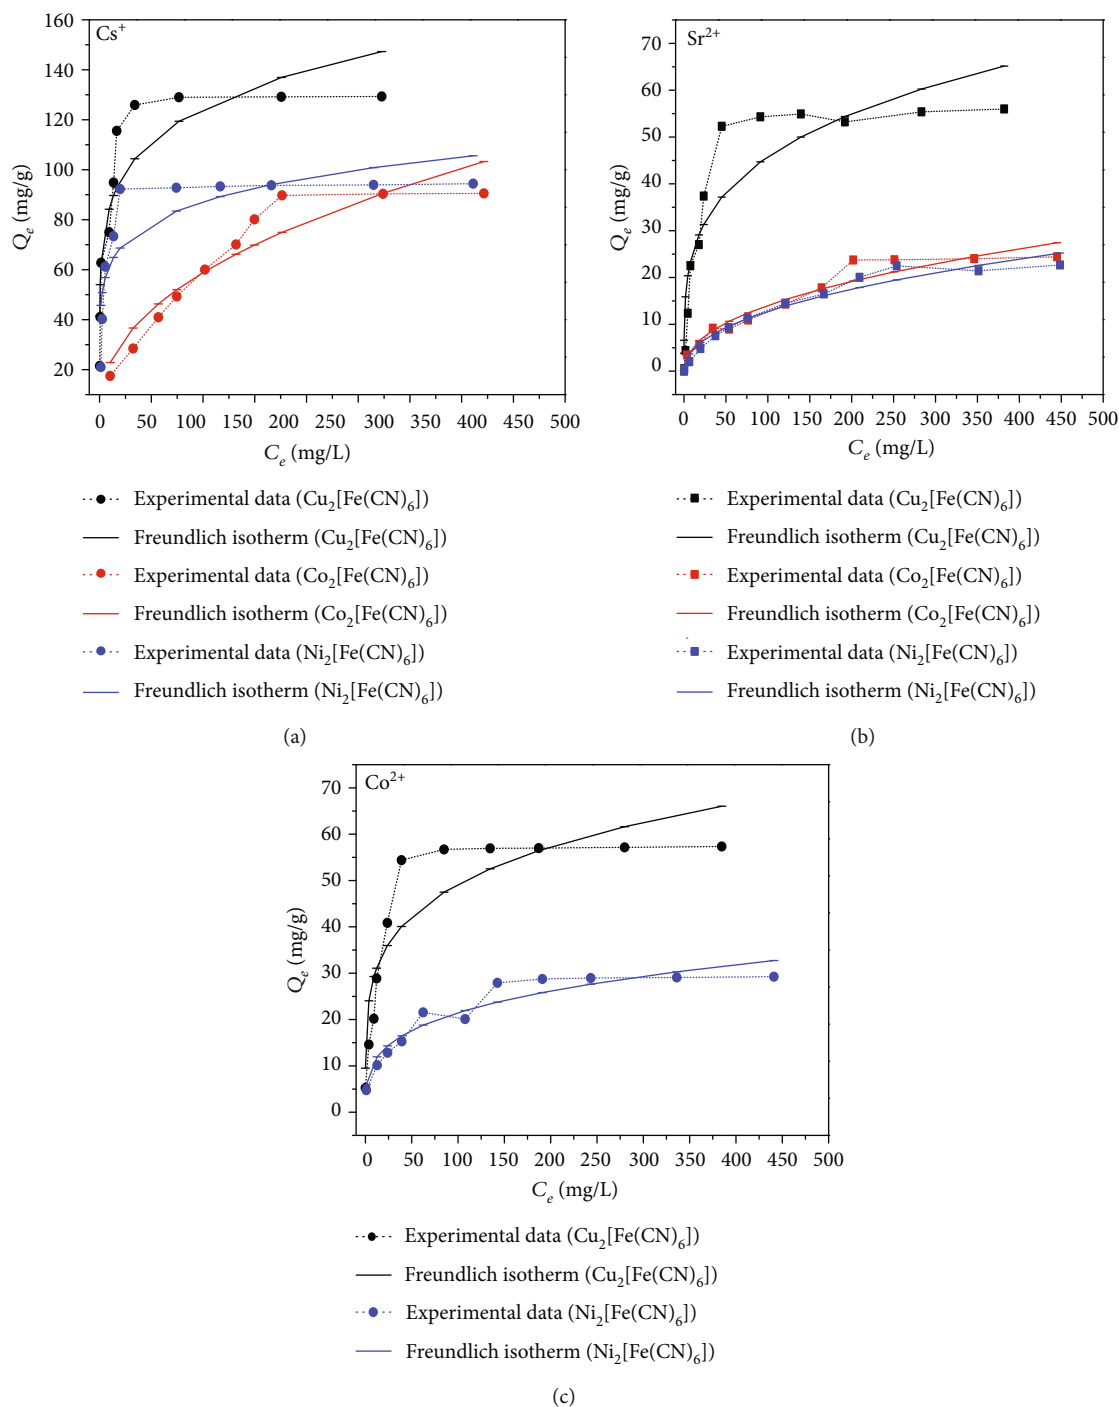 Cs⁺
160
140
120
100
80
60
40
20
Qₑ (mg/g)
0 50 100 150 200 250 300 350 400 450 500
Cₑ (mg/L)
Experimental data (Cu₂[Fe(CN)₆])
Freundlich isotherm (Cu₂[Fe(CN)₆])
Experimental data (Co₂[Fe(CN)₆])
Freundlich isotherm (Co₂[Fe(CN)₆])
Experimental data (Ni₂[Fe(CN)₆])
Freundlich isotherm (Ni₂[Fe(CN)₆])
(a)
Sr²⁺
70
60
50
40
30
20
10
0
Qₑ (mg/g)
0 50 100 150 200 250 300 350 400 450 500
Cₑ (mg/L)
Experimental data (Cu₂[Fe(CN)₆])
Freundlich isotherm (Cu₂[Fe(CN)₆])
Experimental data (Co₂[Fe(CN)₆])
Freundlich isotherm (Co₂[Fe(CN)₆])
Experimental data (Ni₂[Fe(CN)₆])
Freundlich isotherm (Ni₂[Fe(CN)₆])
(b)
Co²⁺
70
60
50
40
30
20
10
0
Qₑ (mg/g)
0 50 100 150 200 250 300 350 400 450 500
Cₑ (mg/L)
Experimental data (Cu₂[Fe(CN)₆])
Freundlich isotherm (Cu₂[Fe(CN)₆])
Experimental data (Ni₂[Fe(CN)₆])
Freundlich isotherm (Ni₂[Fe(CN)₆])
(c)